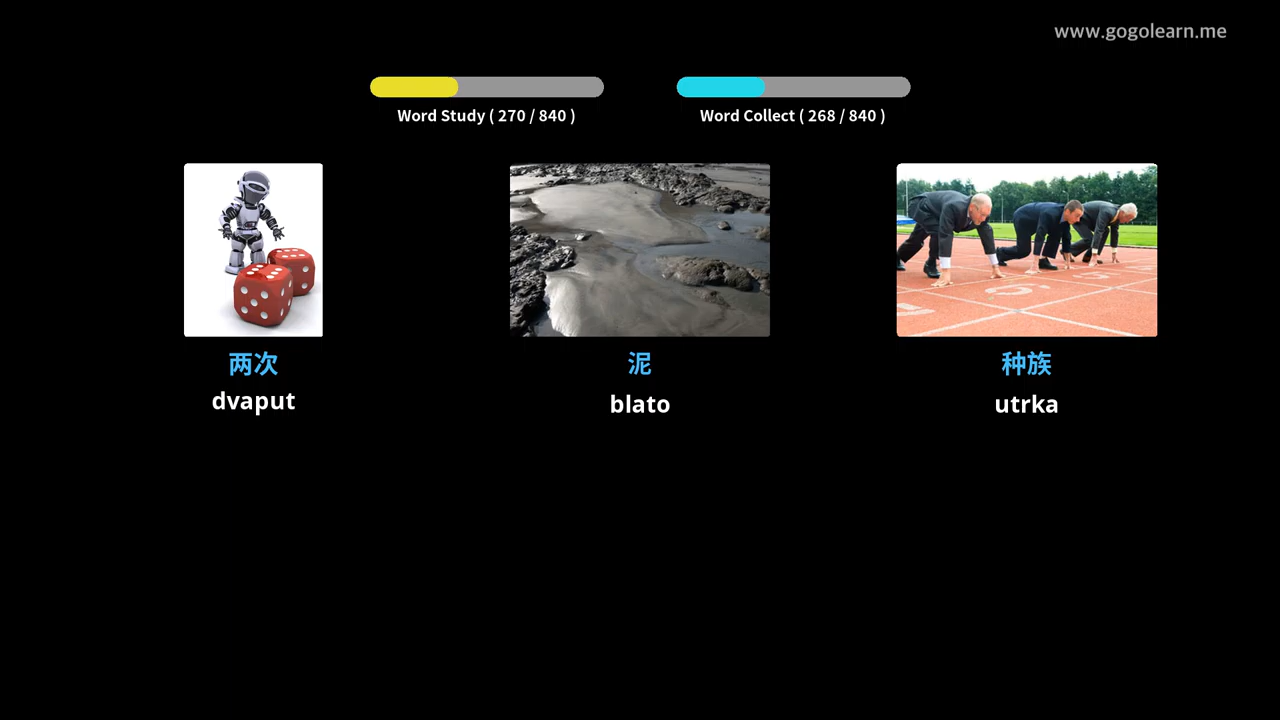 www.gogolearn.me
Word Study ( 270 / 840 )
Word Collect ( 268 / 840 )
两次
泥
种族
dvaput
blato
utrka